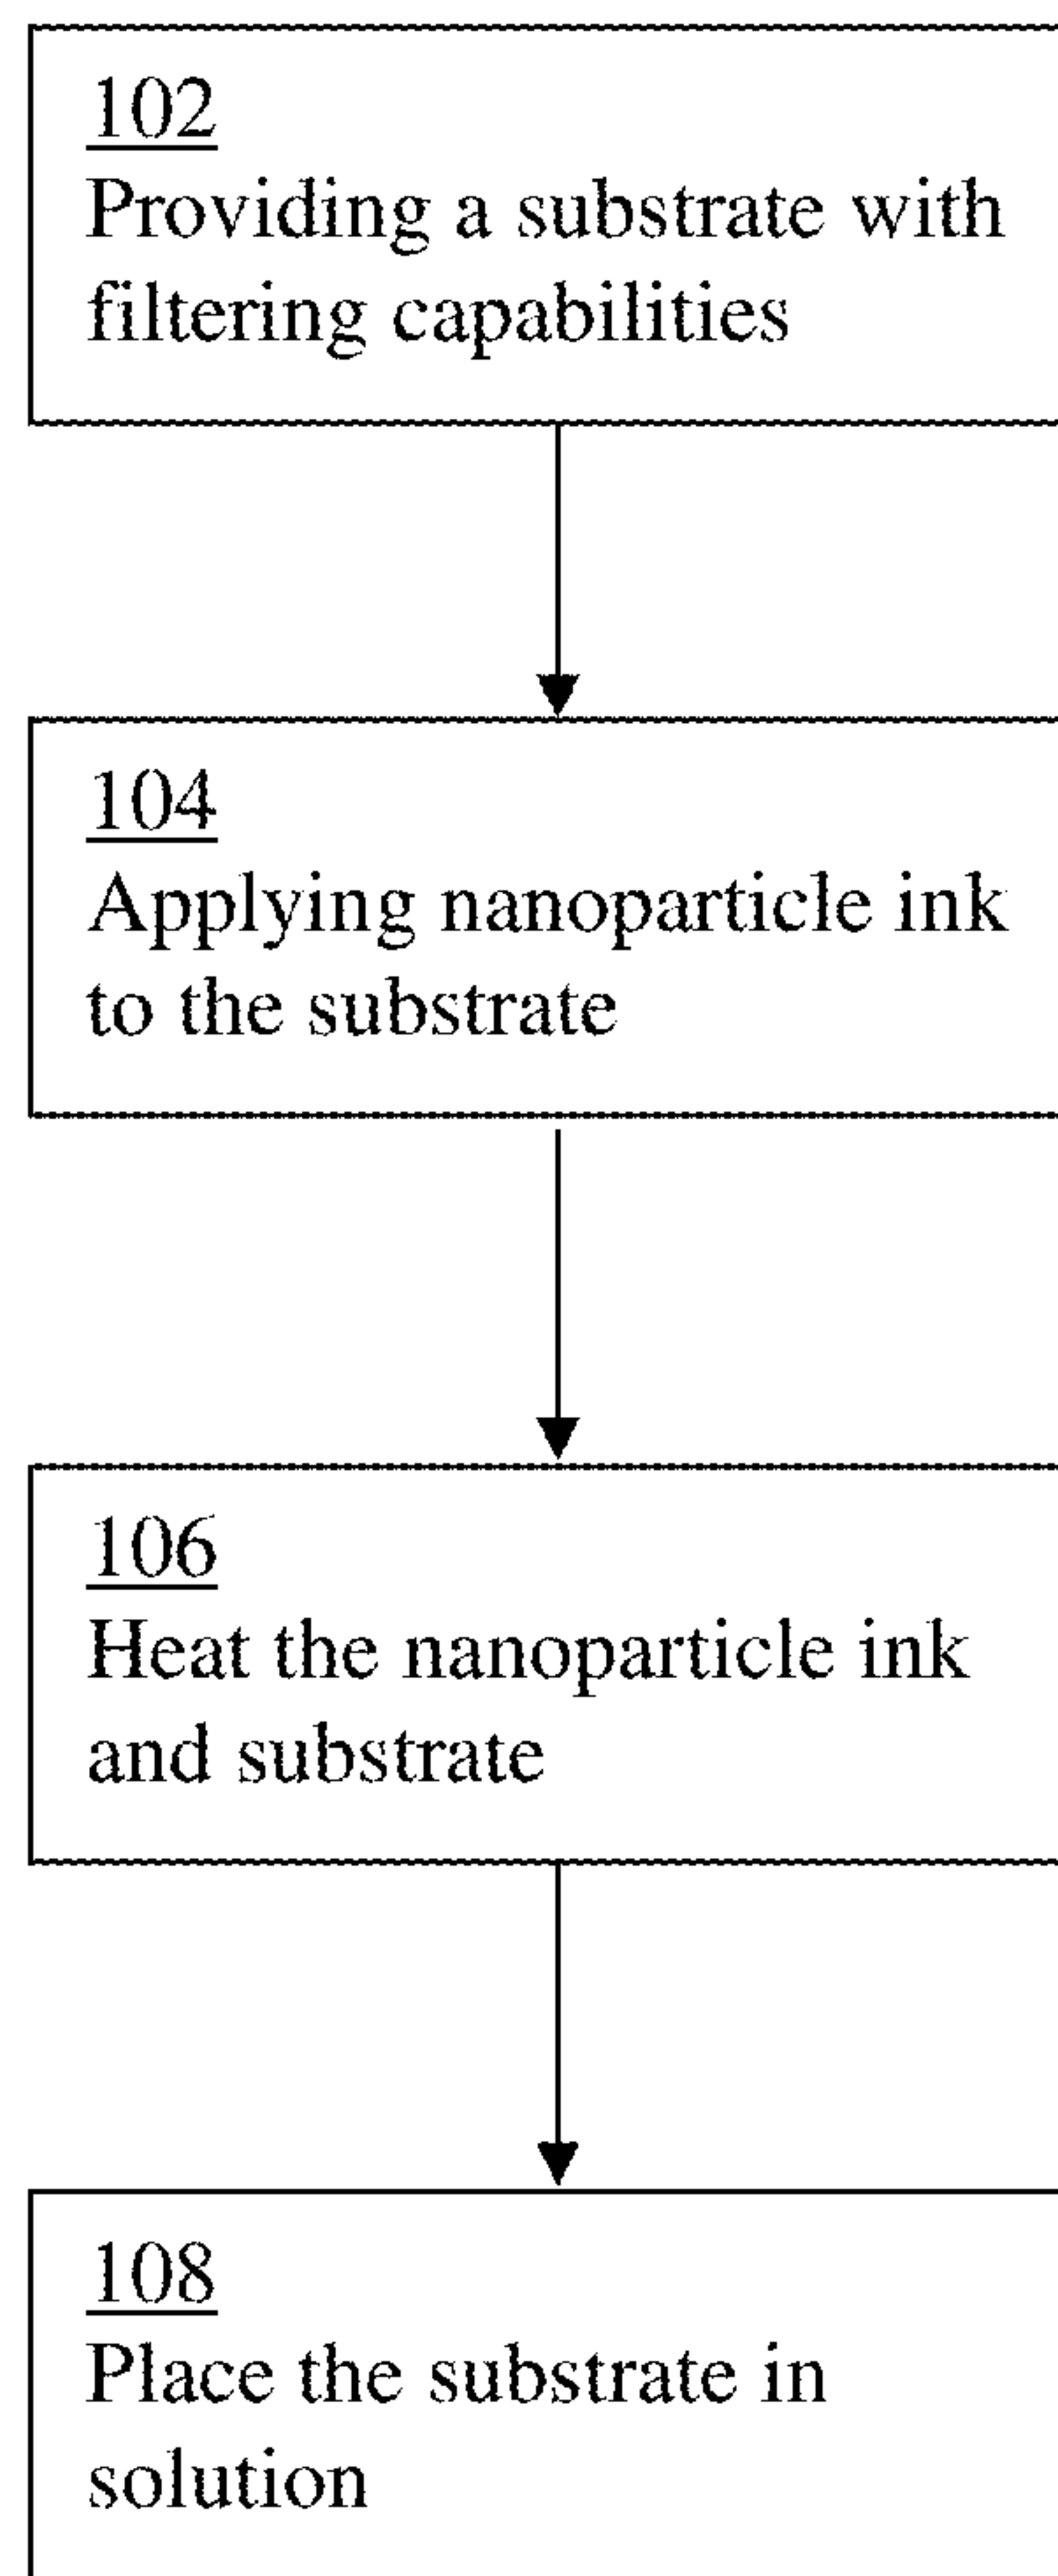 102
Providing a substrate with
filtering capabilities
104
Applying nanoparticle ink
to the substrate
106
Heat the nanoparticle ink
and substrate
108
Place the substrate in
solution